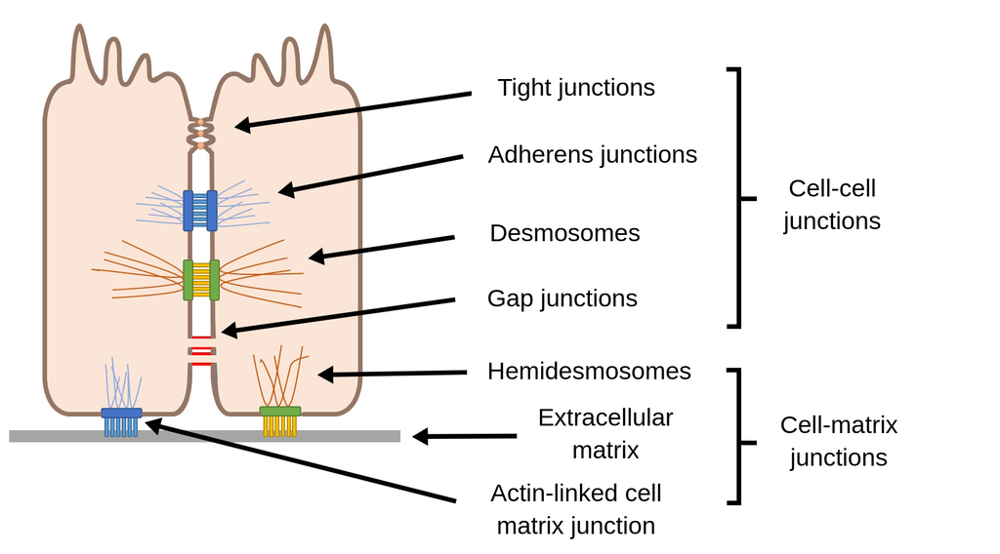 Tight junctions
Adherens junctions
Desmosomes
Gap junctions
Cell-cell
junctions
Hemidesmosomes
Extracellular
matrix
Actin-linked cell
matrix junction
Cell-matrix
junctions